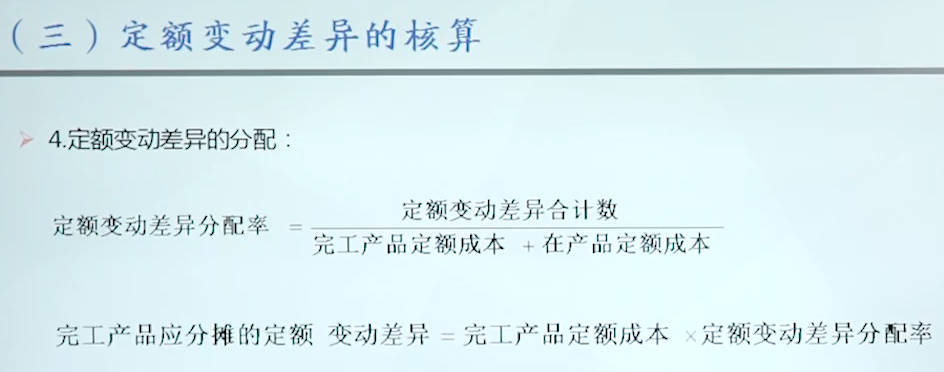 （三）定额变动差异的核算
4.定额变动差异的分配：
定额变动差异合计数
定额变动差异分配率 =
完工产品定额成本 + 在产品定额成本
完工产品应分摊的定额 变动差异 = 完工产品定额成本 ×定额变动差异分配率